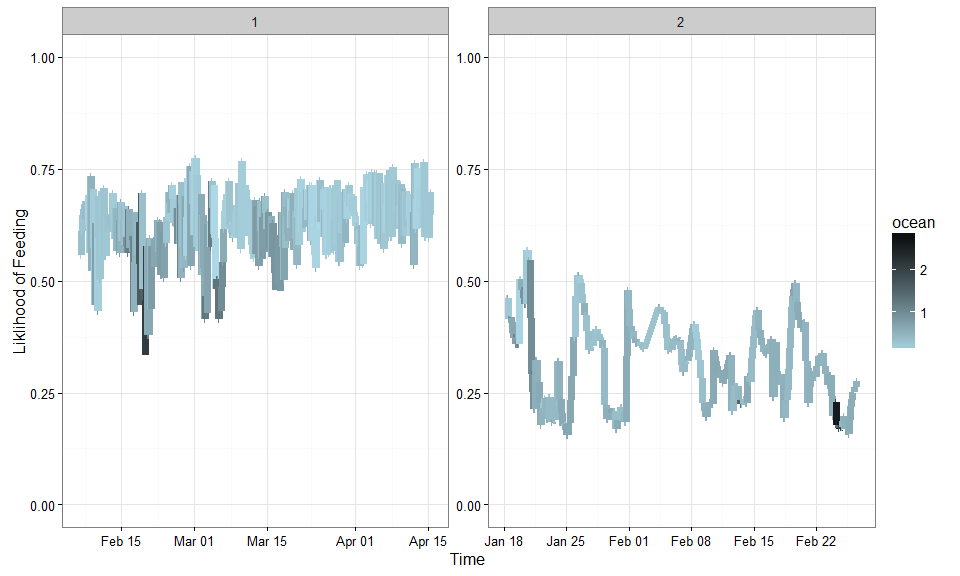 1
2
1.00
0.75
0.50
0.25
0.00
Liklihood of Feeding
Feb 15
Mar 01
Mar 15
Apr 01
Apr 15
1.00
0.75
0.50
0.25
0.00
Jan 18
Jan 25
Feb 01
Feb 08
Feb 15
Feb 22
Time
ocean
2
1